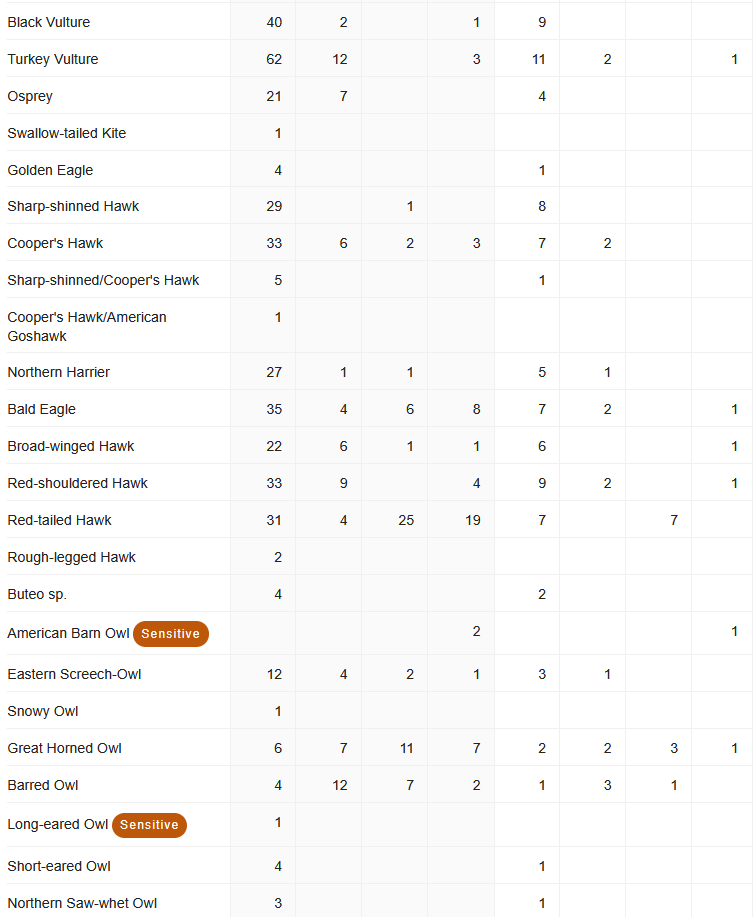 Black Vulture 40 2 1 9
Turkey Vulture 62 12 3 11 2 1
Osprey 21 7 4
Swallow-tailed Kite 1
Golden Eagle 4 1
Sharp-shinned Hawk 29 1 8
Cooper's Hawk 33 6 2 3 7 2
Sharp-shinned/Cooper's Hawk 5 1
Cooper's Hawk/American 1
Goshawk
Northern Harrier 27 1 1 5 1
Bald Eagle 35 4 6 8 7 2 1
Broad-winged Hawk 22 6 1 1 6 1
Red-shouldered Hawk 33 9 4 9 2 1
Red-tailed Hawk 31 4 25 19 7 7
Rough-legged Hawk 2
Buteo sp. 4 2
American Barn Owl Sensitive 2 1
Eastern Screech-Owl 12 4 2 1 3 1
Snowy Owl 1
Great Horned Owl 6 7 11 7 2 2 3 1
Barred Owl 4 12 7 2 1 3 1
Long-eared Owl Sensitive 1
Short-eared Owl 4 1
Northern Saw-whet Owl 3 1